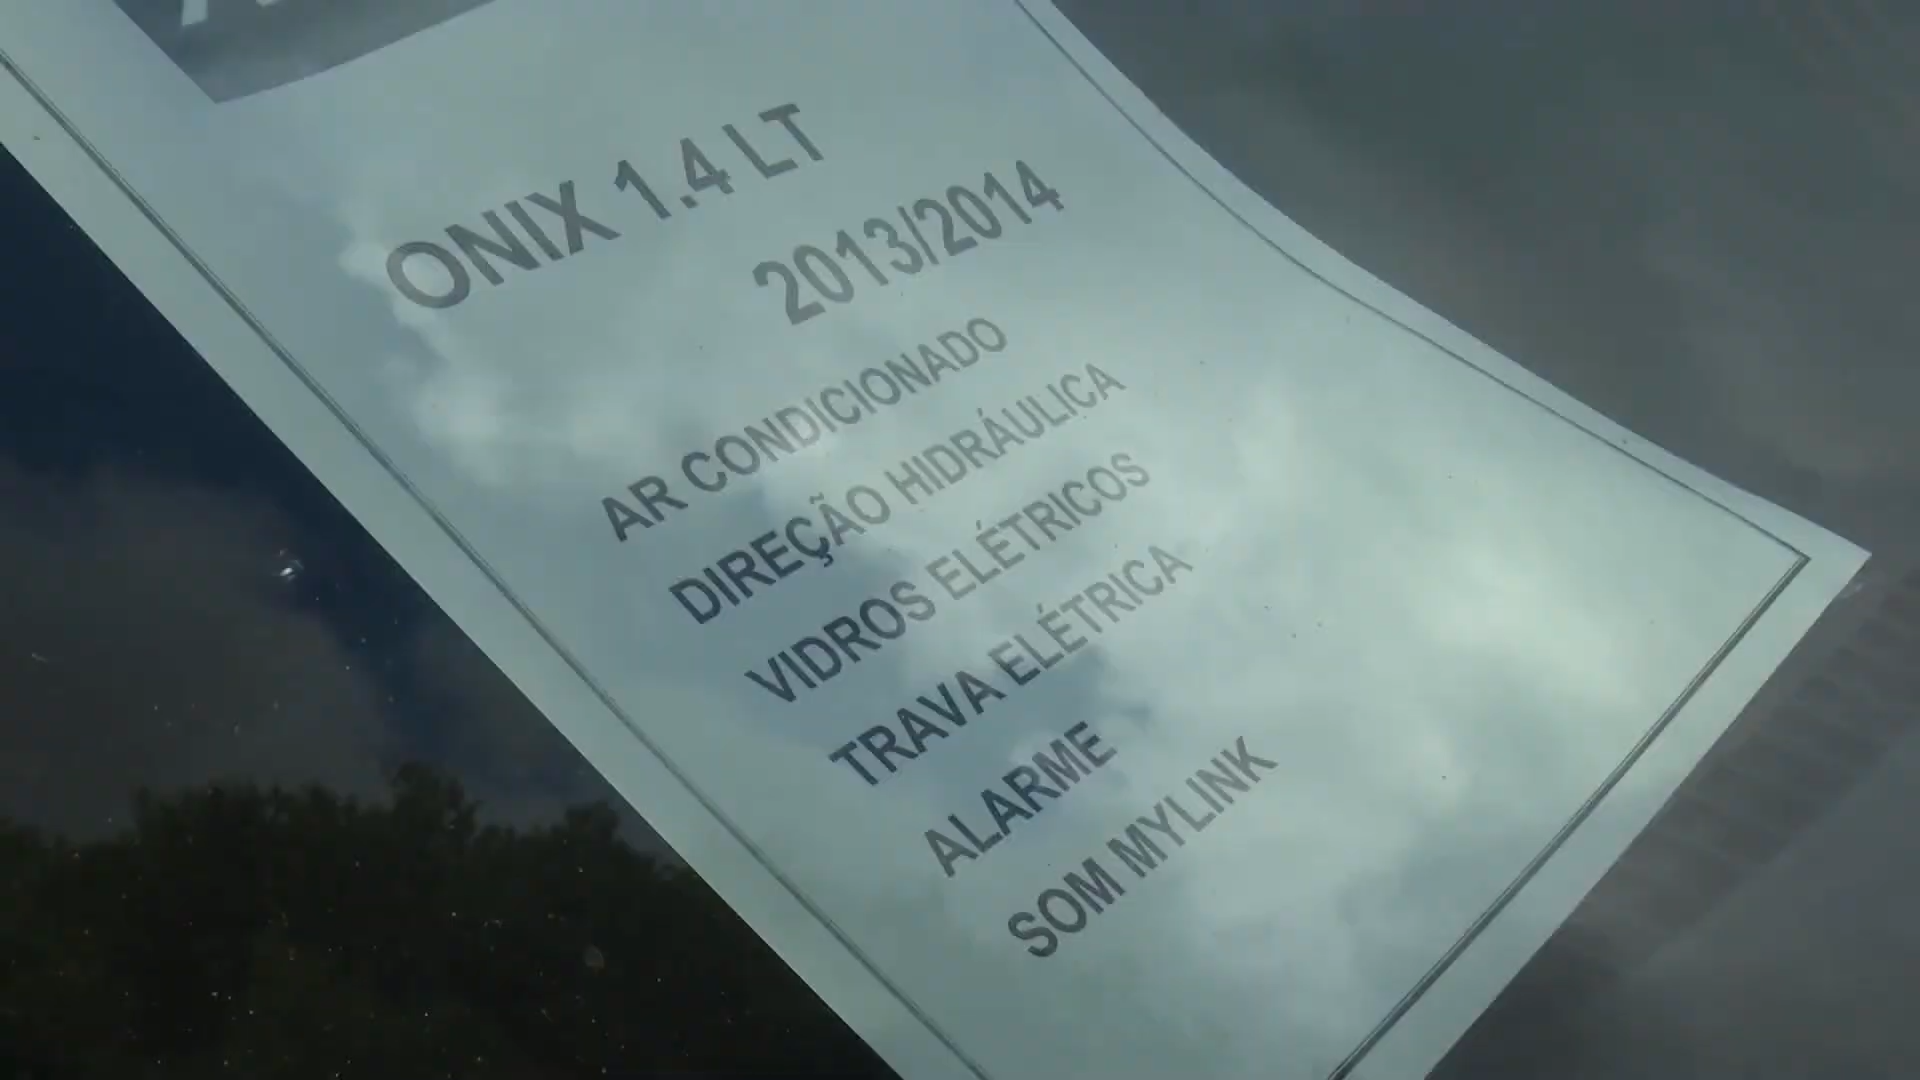 ONIX 1.4 LT
2013/2014
AR CONDICIONADO
DIREÇÃO HIDRÁULICA
VIDROS ELÉTRICOS
TRAVA ELÉTRICA
ALARME
SOM MYLINK